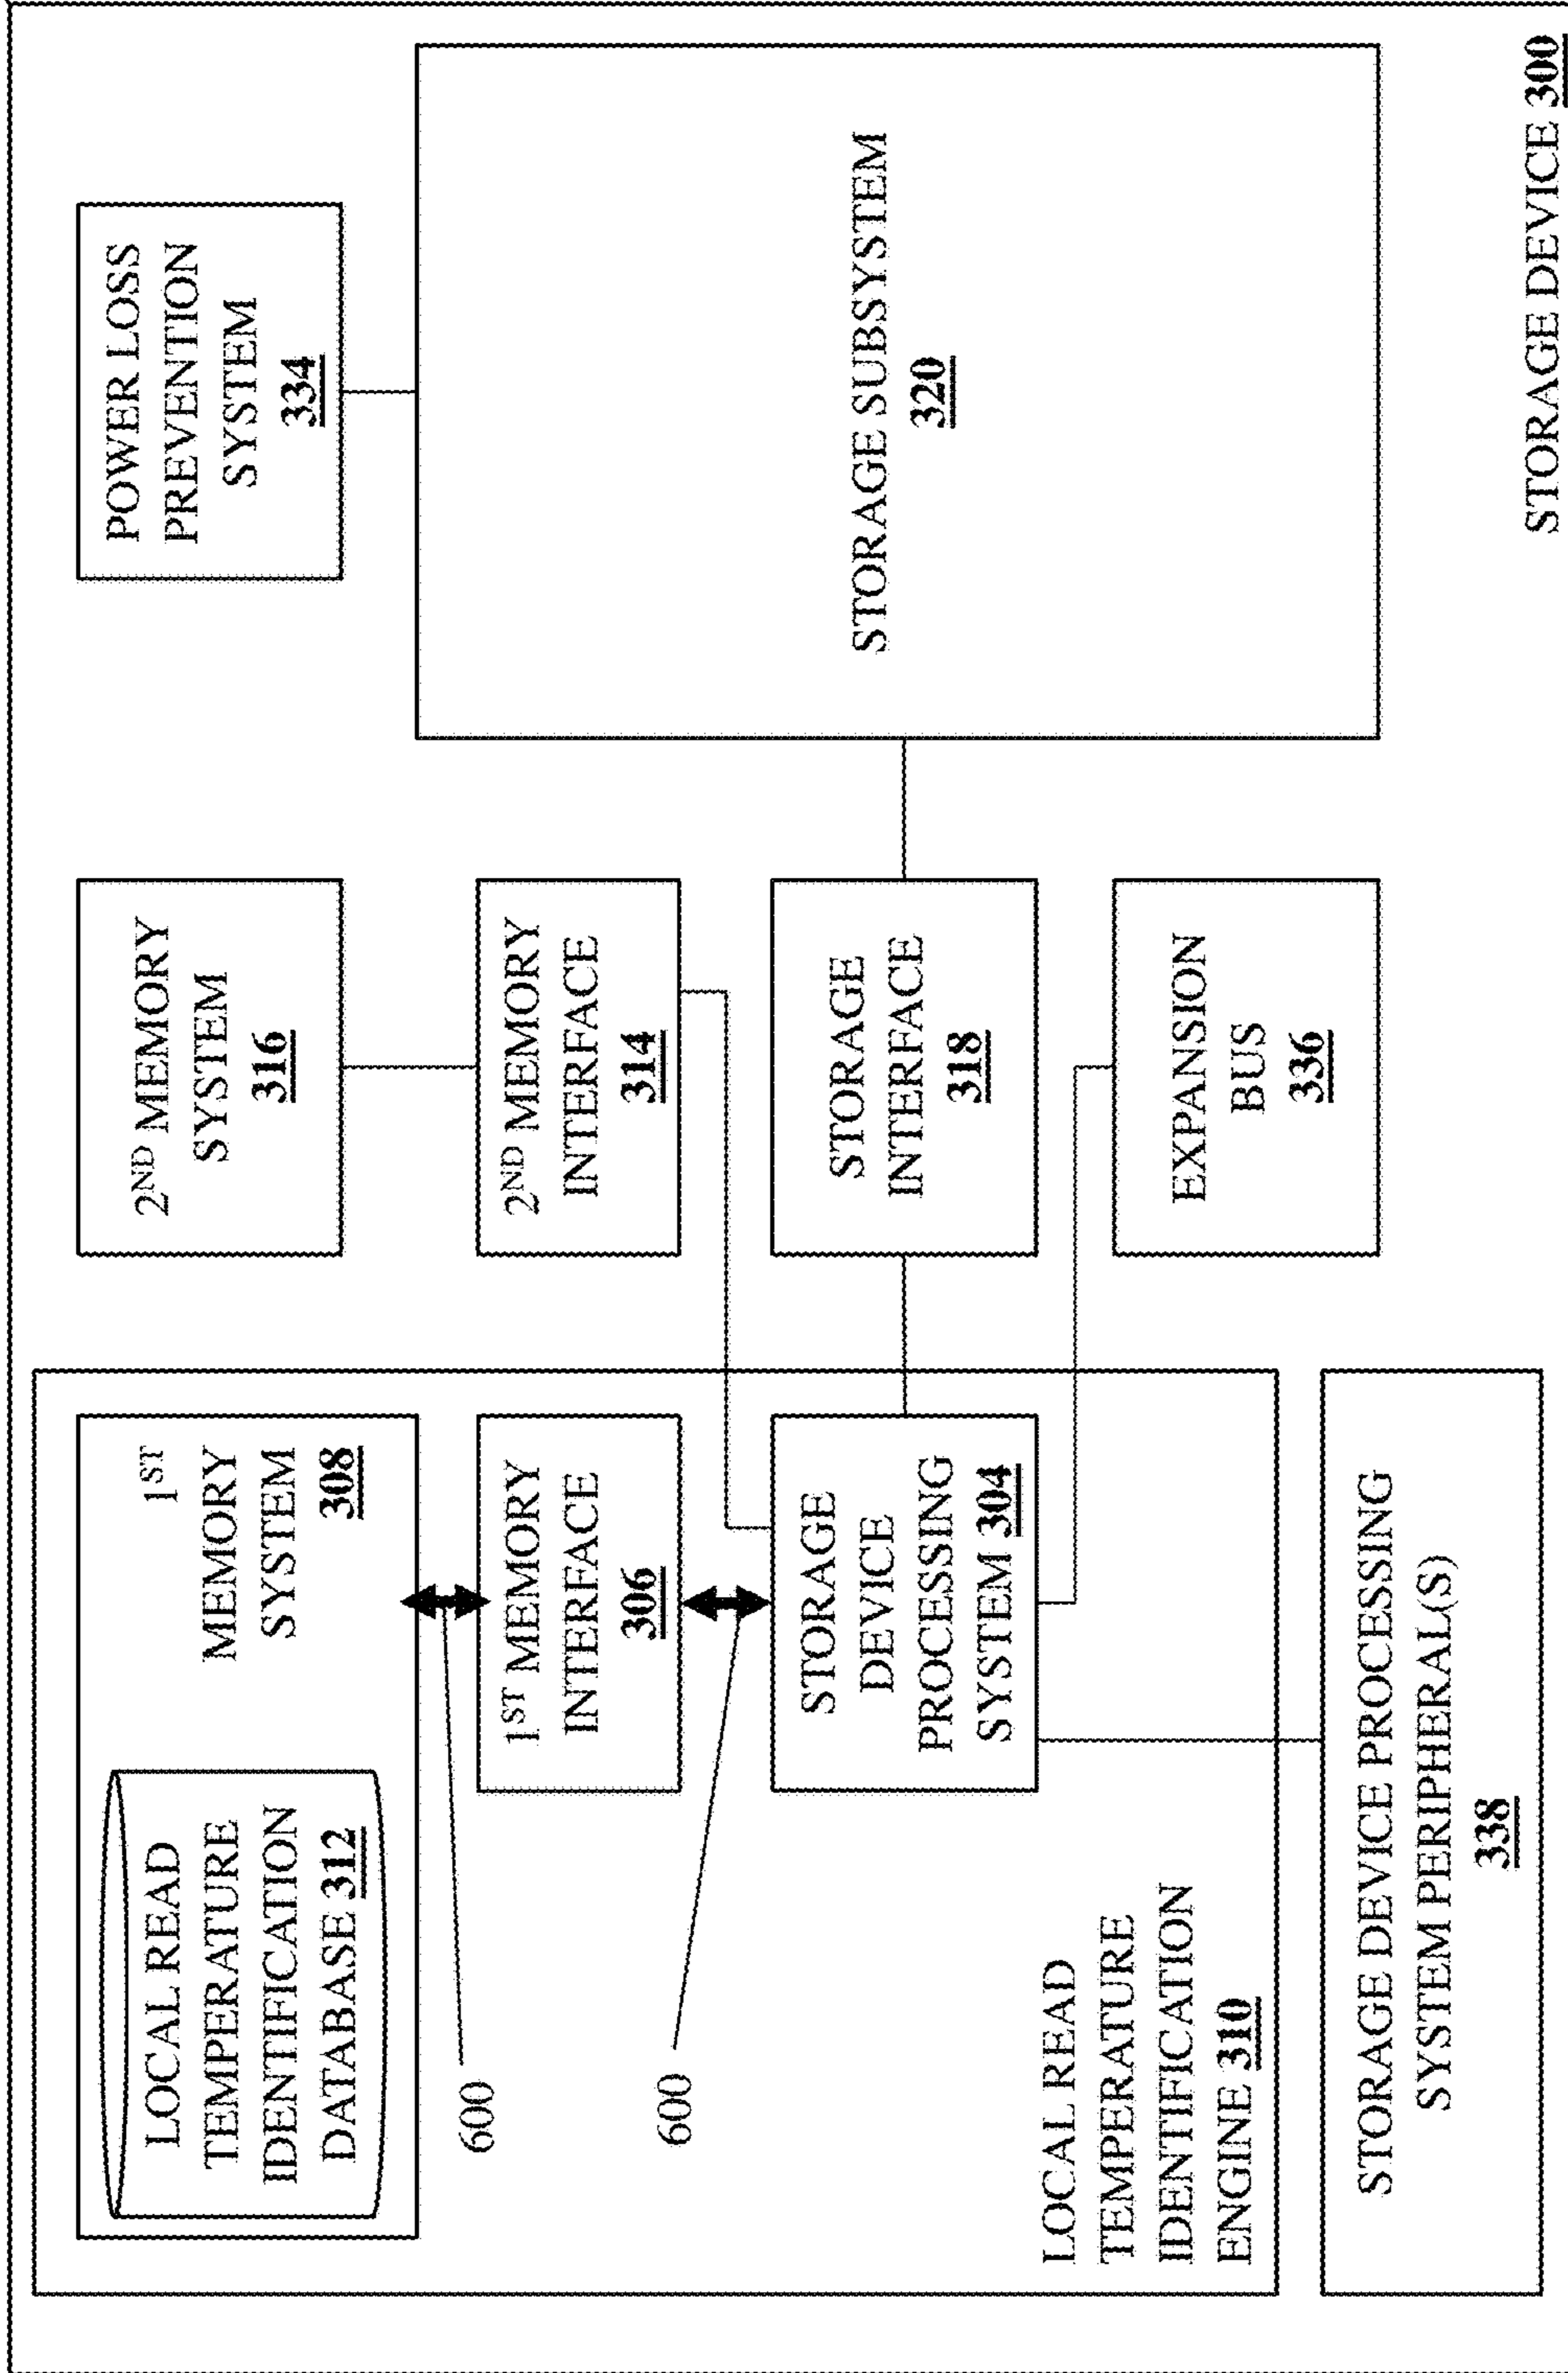 1ST
MEMORY
SYSTEM
308
LOCAL READ
TEMPERATURE
IDENTIFICATION
DATABASE 312
600
1ST MEMORY
INTERFACE
306
600
STORAGE
DEVICE
PROCESSING
SYSTEM 304
LOCAL READ
TEMPERATURE
IDENTIFICATION
ENGINE 310
STORAGE DEVICE PROCESSING
SYSTEM PERIPHERAL(S)
338
2ND MEMORY
SYSTEM
316
2ND MEMORY
INTERFACE
314
STORAGE
INTERFACE
318
EXPANSION
BUS
336
POWER LOSS
PREVENTION
SYSTEM
334
STORAGE SUBSYSTEM
320
STORAGE DEVICE 300